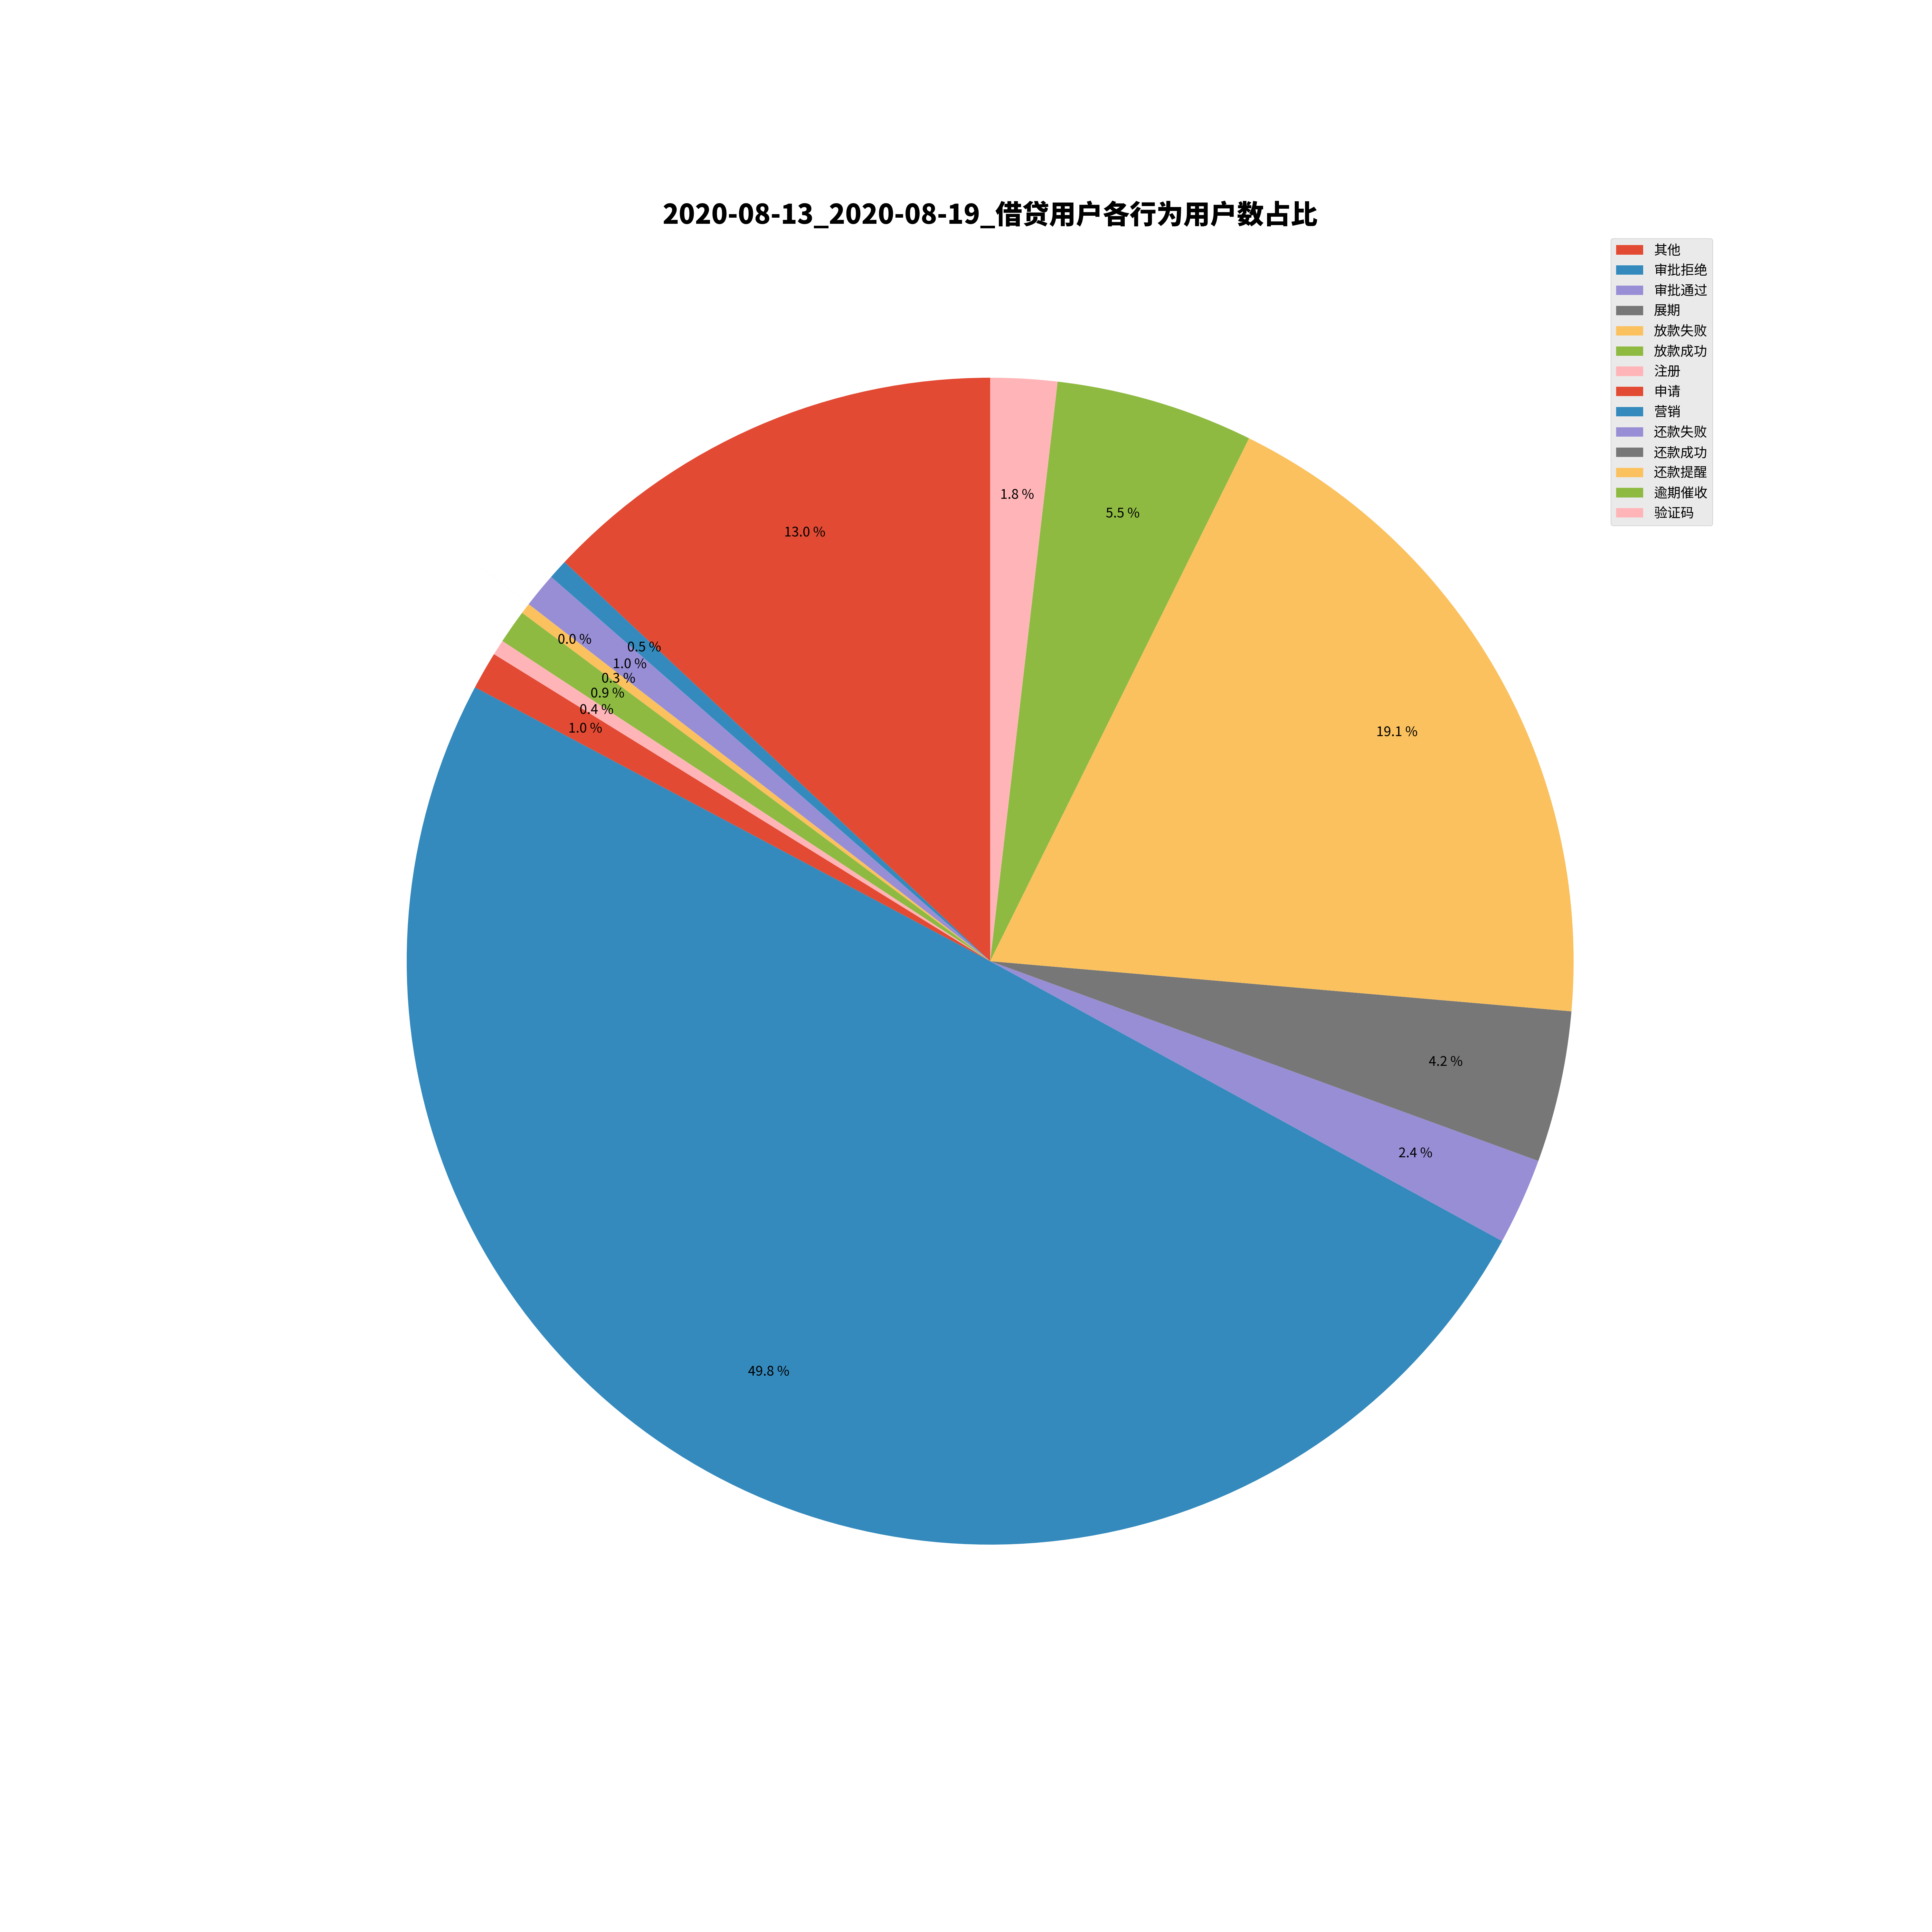 2020-08-13_2020-08-19_借贷用户各行为用户数占比
其他
审批拒绝
审批通过
展期
放款失败
放款成功
注册
申请
营销
还款失败
还款成功
还款提醒
逾期催收
验证码
1.8 %
5.5 %
13.0 %
0.0 %
0.5 %
1.0 %
0.3 %
0.9 %
0.4 %
1.0 %
19.1 %
4.2 %
2.4 %
49.8 %